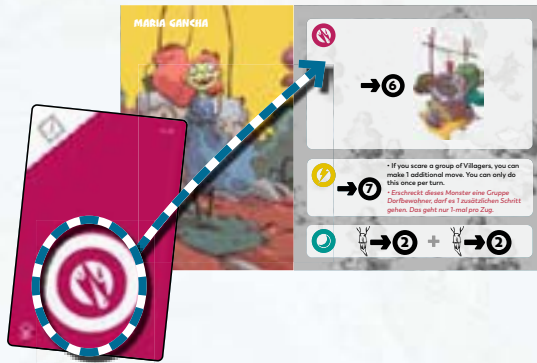 MARIA GANCHA
6
7
• If you scare a group of Villagers, you can
make 1 additional move. You can only do
this once per turn.
• Erschreckt dieses Monster eine Gruppe
Dorfbewohner, darf es 1 zusätzlichen Schritt
gehen. Das geht nur 1-mal pro Zug.
2 + 2